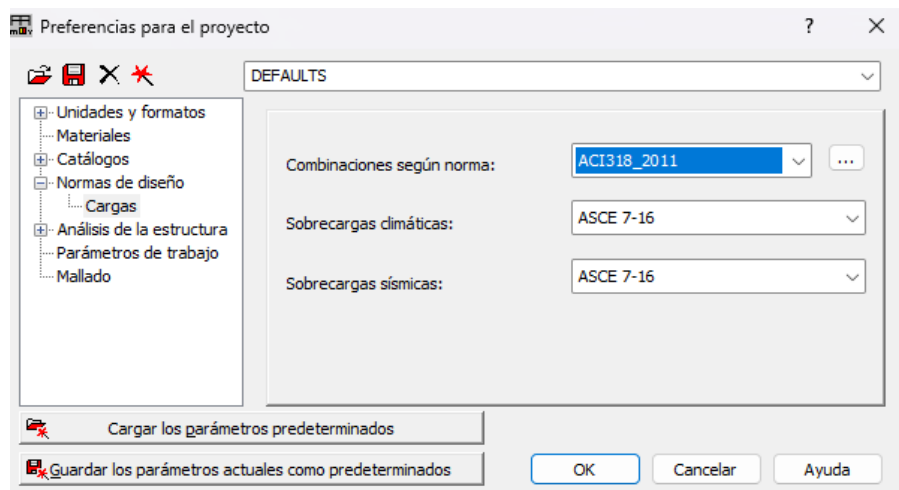 Preferencias para el proyecto
?
DEFAULTS
Unidades y formatos
Materiales
Catálogos
Normas de diseño
Cargas
Análisis de la estructura
Parámetros de trabajo
Mallado
Combinaciones según norma:
ACI318_2011
...
Sobrecargas climáticas:
ASCE 7-16
Sobrecargas sísmicas:
ASCE 7-16
Cargar los parámetros predeterminados
Guardar los parámetros actuales como predeterminados
OK
Cancelar
Ayuda